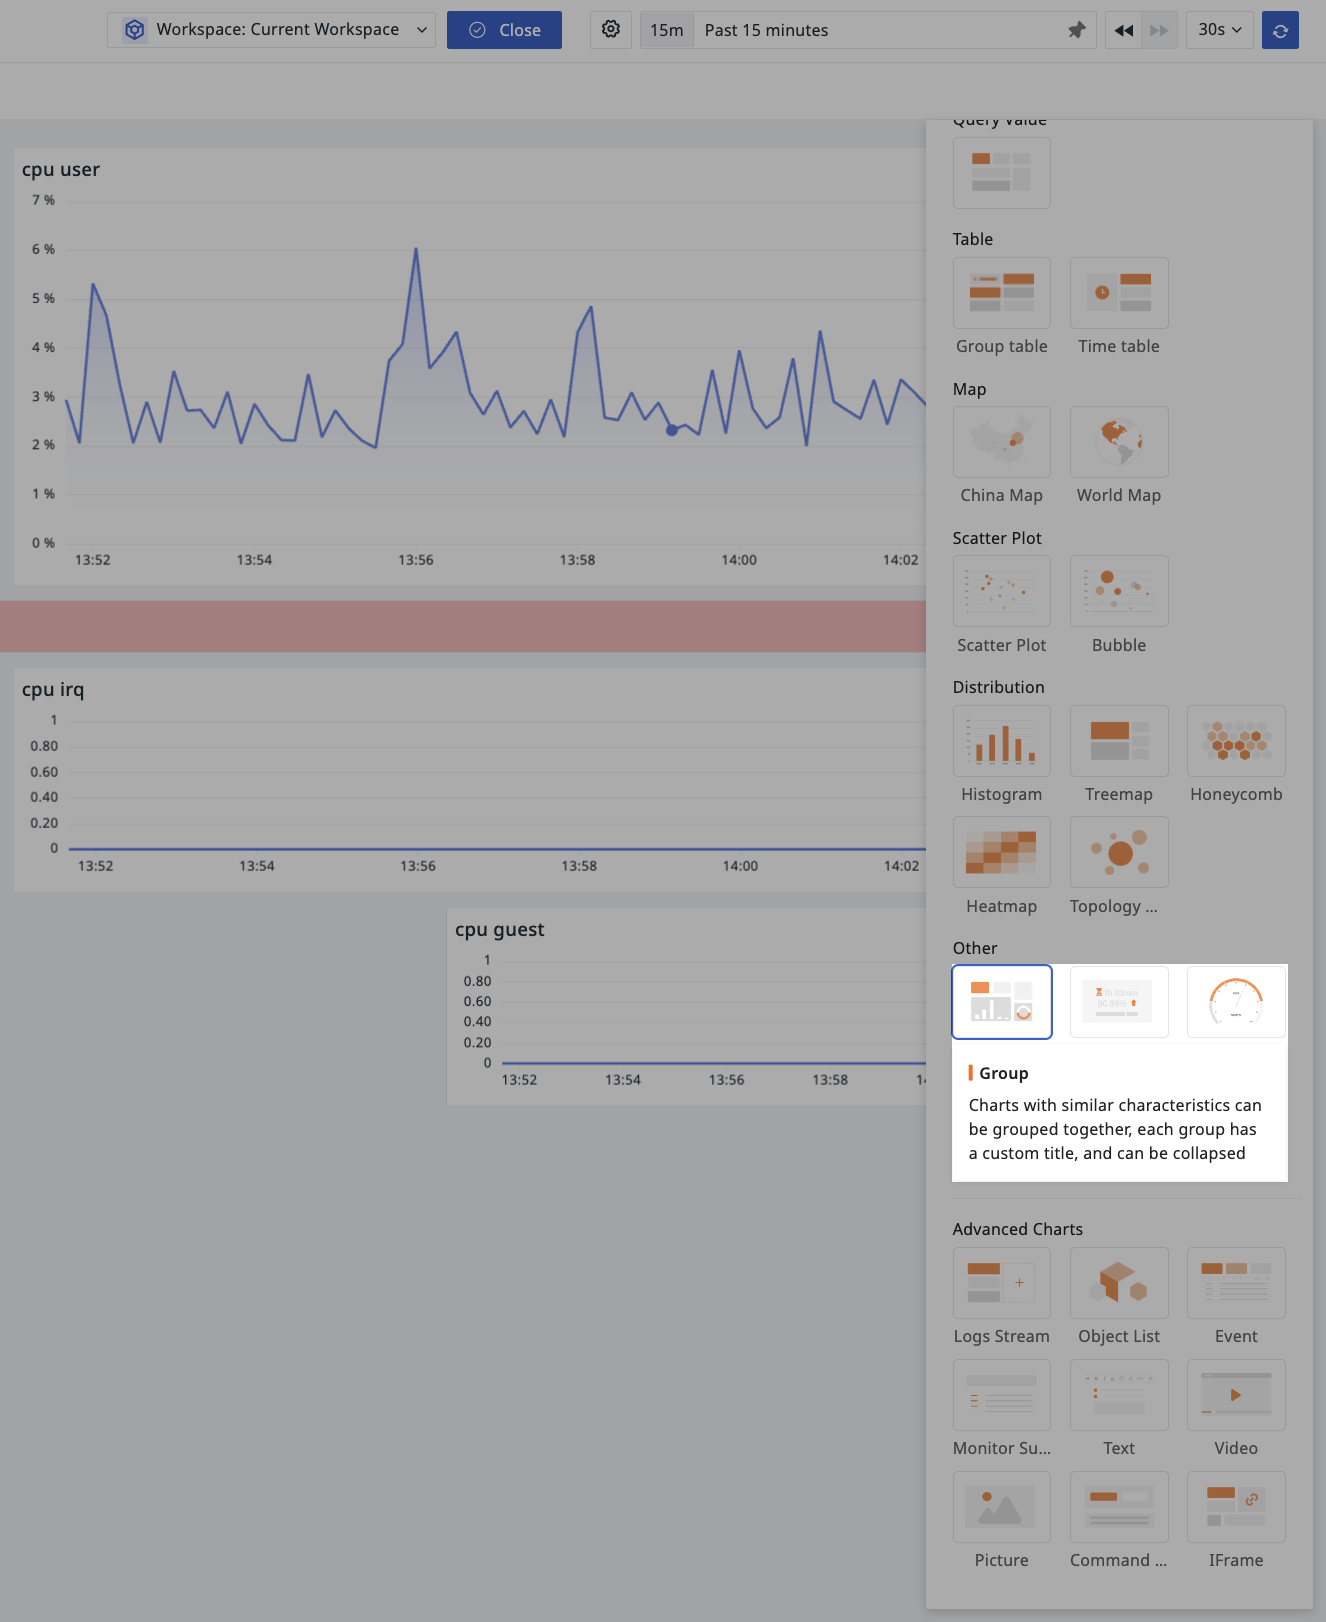 Workspace: Current Workspace
Close
15m
Past 15 minutes
30s
cpu user
7 %
6 %
5 %
4 %
3 %
2 %
1 %
0 %
13:52
13:54
13:56
13:58
14:00
14:02
cpu irq
1
0.80
0.60
0.40
0.20
0
13:52
13:54
13:56
13:58
14:00
14:02
cpu guest
1
0.80
0.60
0.40
0.20
0
13:52
13:54
13:56
13:58
Query Value
Table
Group table
Time table
Map
China Map
World Map
Scatter Plot
Scatter Plot
Bubble
Distribution
Histogram
Treemap
Honeycomb
Heatmap
Topology ...
Other
1h 10min
80.89%
Group
Charts with similar characteristics can
be grouped together, each group has
a custom title, and can be collapsed
Advanced Charts
Logs Stream
Object List
Event
Monitor Su...
Text
Video
Picture
Command ...
IFrame